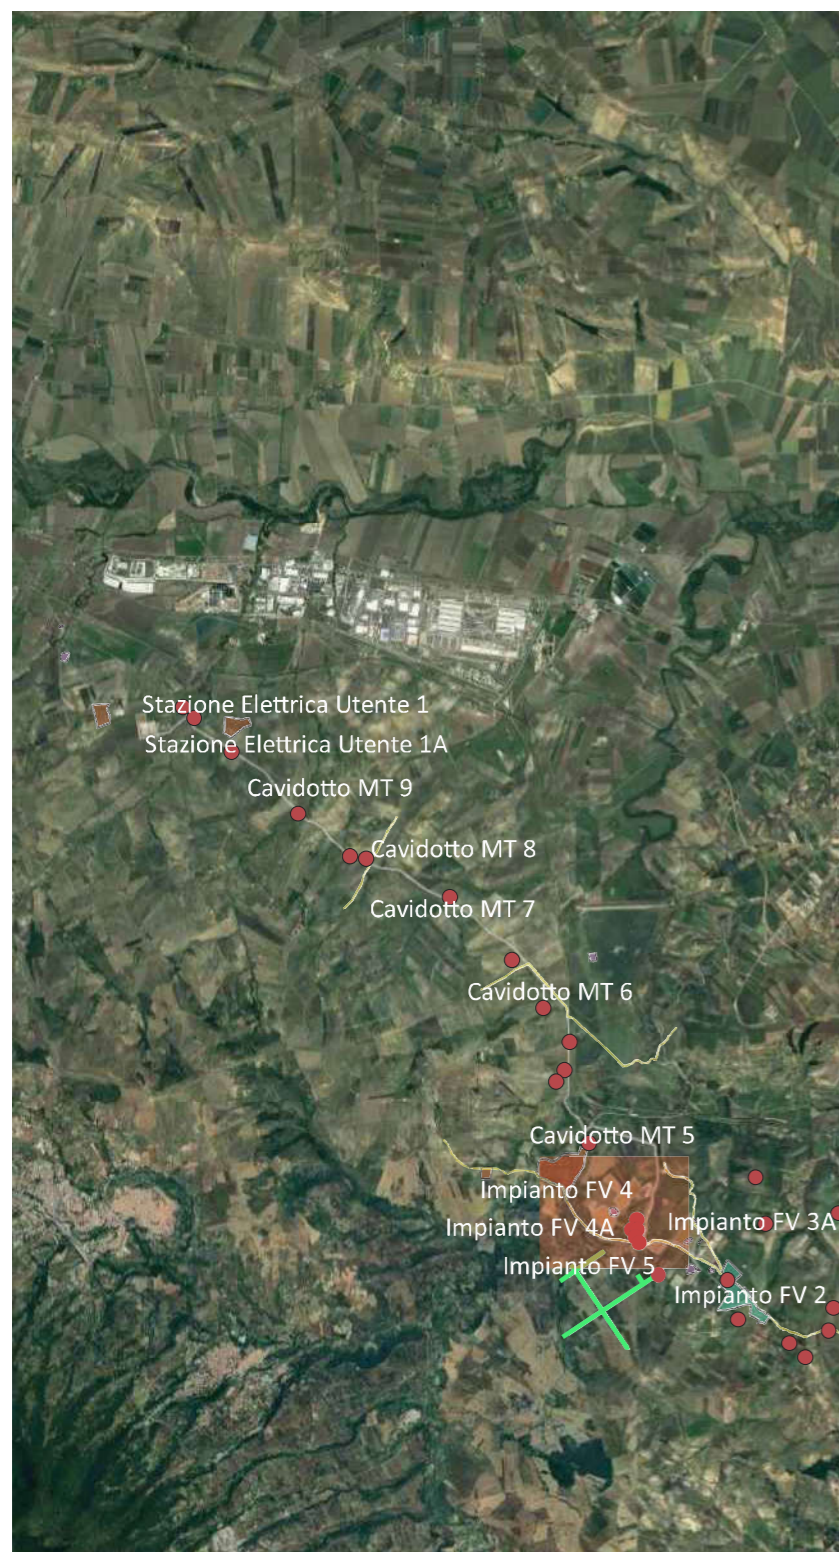 Stazione Elettrica Utente 1
Stazione Elettrica Utente 1A
Cavidotto MT 9
Cavidotto MT 8
Cavidotto MT 7
Cavidotto MT 6
Cavidotto MT 5
Impianto FV 4
Impianto FV 4A
Impianto FV 3A
Impianto FV 5
Impianto FV 2